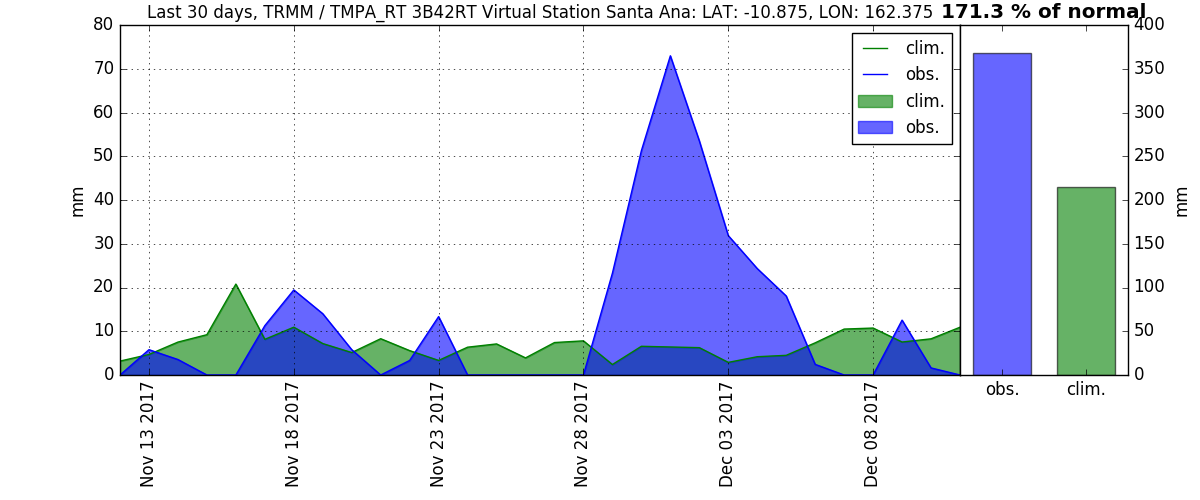 Last 30 days, TRMM / TMPA_RT 3B42RT Virtual Station Santa Ana: LAT: -10.875, LON: 162.375 171.3 % of normal
80
70
60
50
40
30
20
10
0
mm
clim.
obs.
clim.
obs.
400
350
300
250
200
150
100
50
0
mm
Nov 13 2017
Nov 18 2017
Nov 23 2017
Nov 28 2017
Dec 03 2017
Dec 08 2017
obs.
clim.